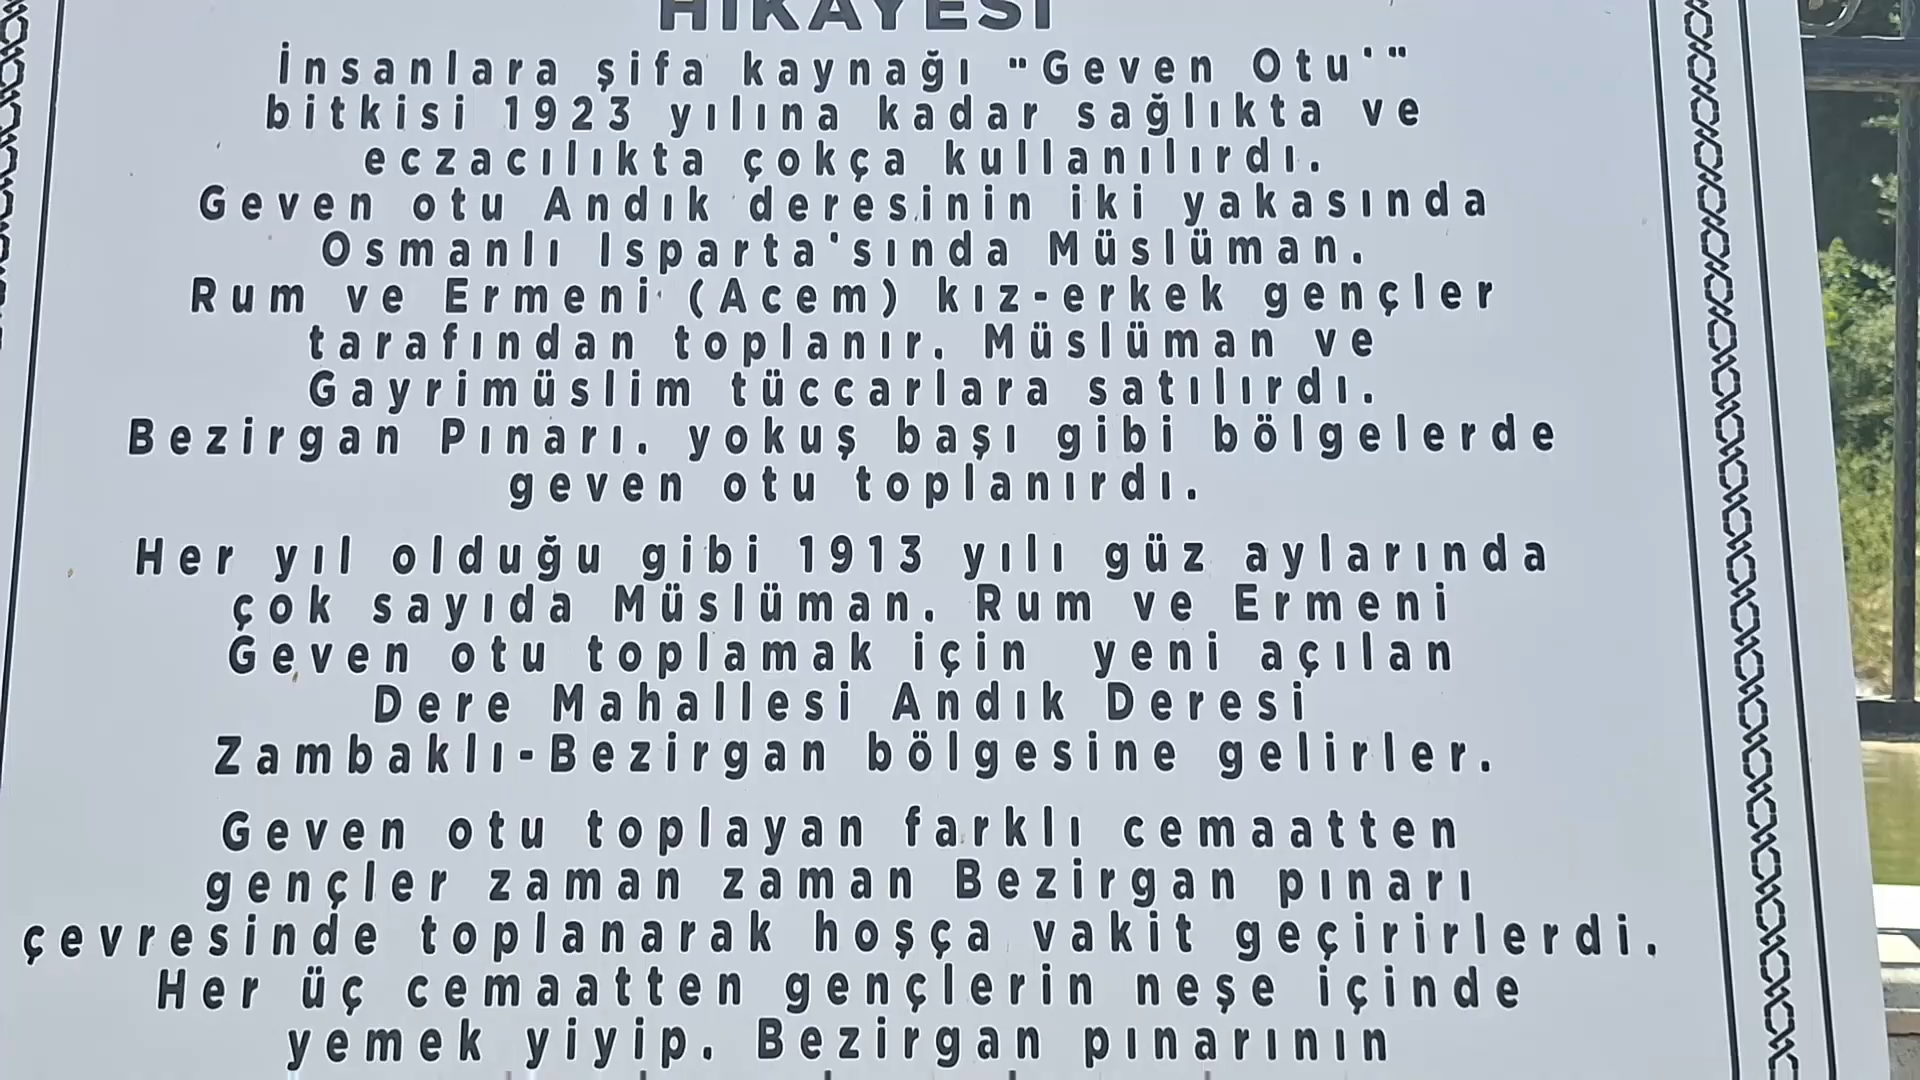 HİKAYESİ
İnsanlara şifa kaynağı "Geven Otu'"
bitkisi 1923 yılına kadar sağlıkta ve
eczacılıkta çokça kullanılırdı.
Geven otu Andık deresinin iki yakasında
Osmanlı Isparta'sında Müslüman.
Rum ve Ermeni (Acem) kız-erkek gençler
tarafından toplanır. Müslüman ve
Gayrimüslim tüccarlara satılırdı.
Bezirgan Pınarı. yokuş başı gibi bölgelerde
geven otu toplanırdı.
Her yıl olduğu gibi 1913 yılı güz aylarında
çok sayıda Müslüman. Rum ve Ermeni
Geven otu toplamak için yeni açılan
Dere Mahallesi Andık Deresi
Zambaklı-Bezirgan bölgesine gelirler.
Geven otu toplayan farklı cemaatten
gençler zaman zaman Bezirgan pınarı
çevresinde toplanarak hoşça vakit geçirirlerdi.
Her üç cemaatten gençlerin neşe içinde
yemek yiyip. Bezirgan pınarının